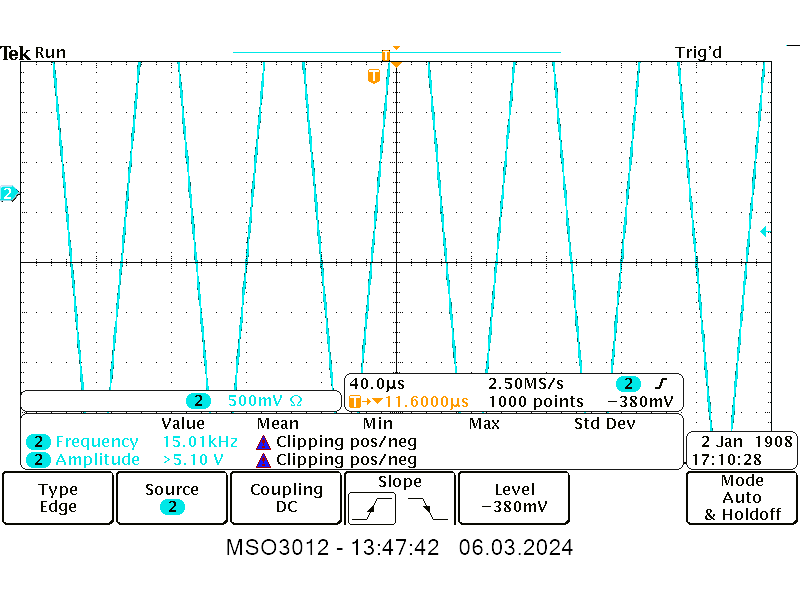 Tek Run Trig'd
T
T
2
2 500mV Ω
40.0µs 2.50MS/s 2
T→▼11.6000µs 1000 points −380mV
Value Mean Min Max Std Dev
2 Frequency 15.01kHz Clipping pos/neg
2 Amplitude >5.10 V Clipping pos/neg
2 Jan 1908
17:10:28
Type
Edge
Source
2
Coupling
DC
Slope
Level
−380mV
Mode
Auto
& Holdoff
MSO3012 - 13:47:42 06.03.2024